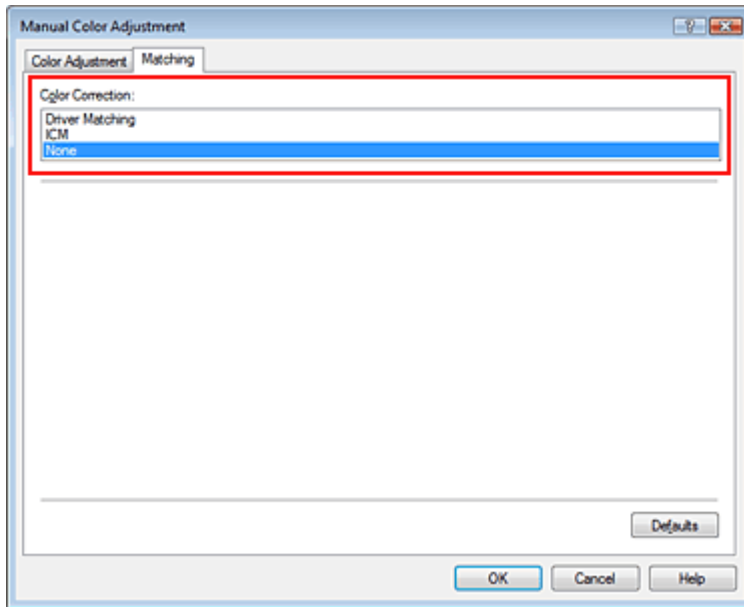 Manual Color Adjustment
Color Adjustment Matching
Color Correction:
Driver Matching
ICM
None
Defaults
OK Cancel Help